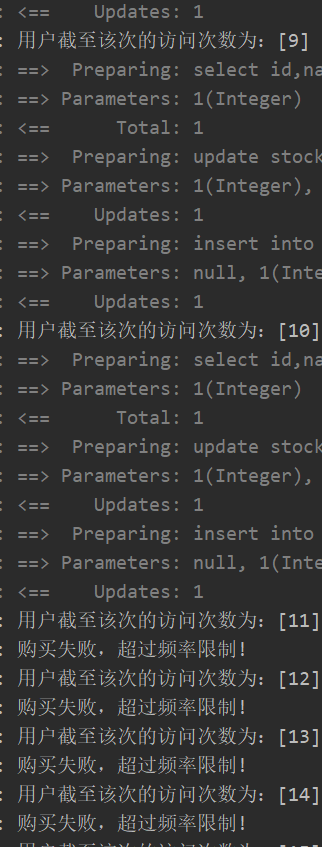 : <==    Updates: 1
: 用户截至该次的访问次数为：[9]
: ==>  Preparing: select id,na
: ==> Parameters: 1(Integer)
: <==      Total: 1
: ==>  Preparing: update stock
: ==> Parameters: 1(Integer),
: <==    Updates: 1
: ==>  Preparing: insert into
: ==> Parameters: null, 1(Inte
: <==    Updates: 1
: 用户截至该次的访问次数为：[10]
: ==>  Preparing: select id,na
: ==> Parameters: 1(Integer)
: <==      Total: 1
: ==>  Preparing: update stock
: ==> Parameters: 1(Integer),
: <==    Updates: 1
: ==>  Preparing: insert into
: ==> Parameters: null, 1(Inte
: <==    Updates: 1
: 用户截至该次的访问次数为：[11]
: 购买失败，超过频率限制!
: 用户截至该次的访问次数为：[12]
: 购买失败，超过频率限制!
: 用户截至该次的访问次数为：[13]
: 购买失败，超过频率限制!
: 用户截至该次的访问次数为：[14]
: 购买失败，超过频率限制!